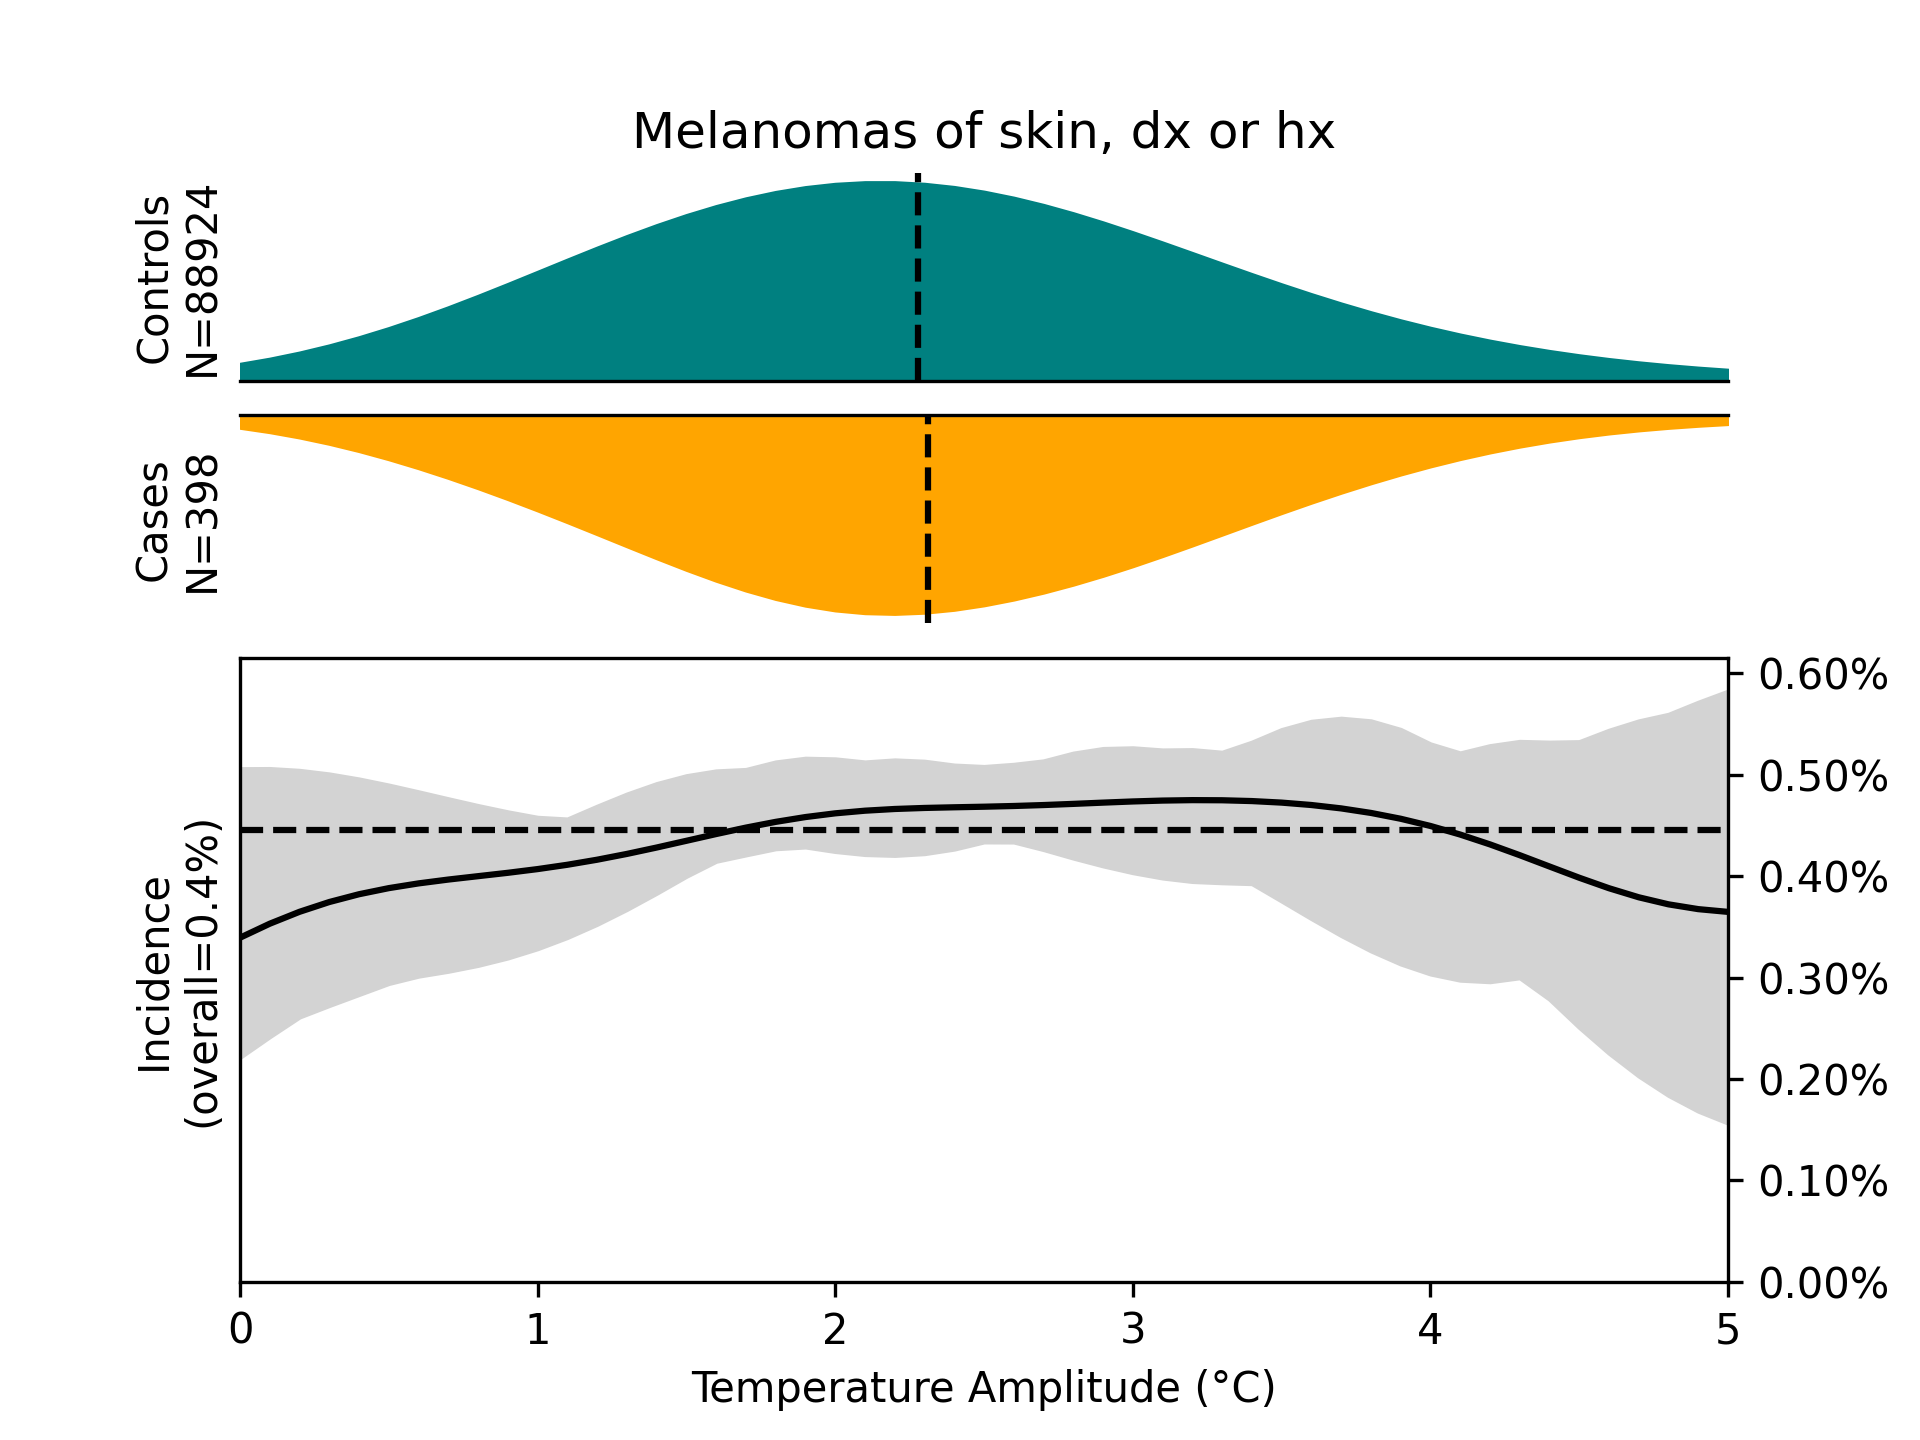 Melanomas of skin, dx or hx
Controls
N=88924
Cases
N=398
Incidence
(overall=0.4%)
0.60%
0.50%
0.40%
0.30%
0.20%
0.10%
0.00%
0 1 2 3 4 5
Temperature Amplitude (°C)